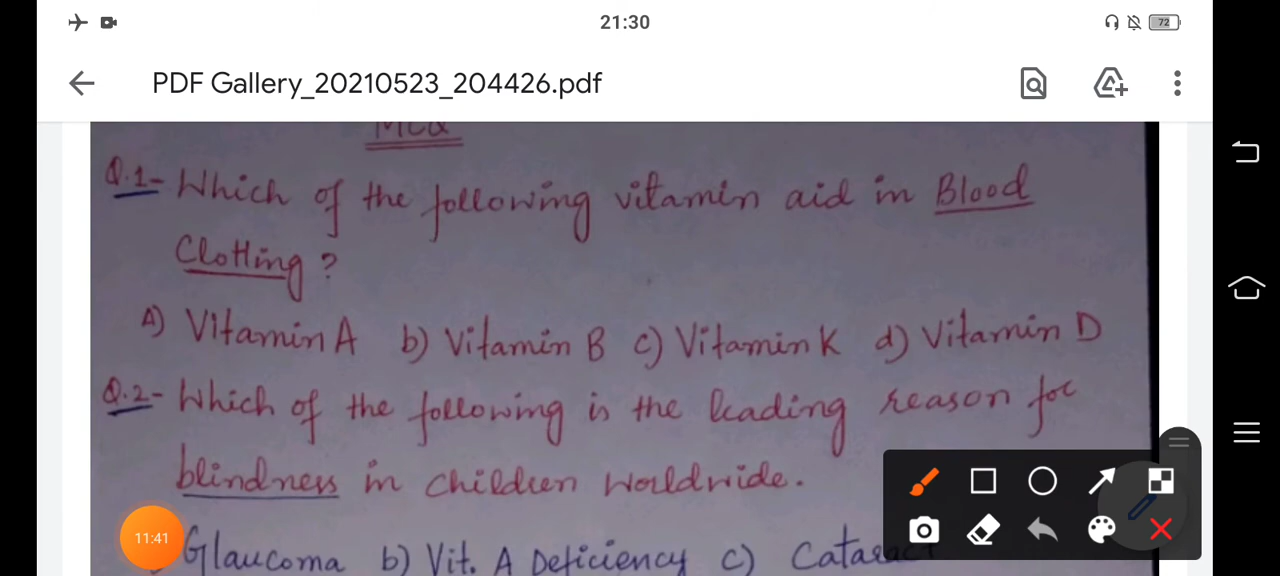 21:30
72
PDF Gallery_20210523_204426.pdf
MCQ
Q.1- Which of the following vitamin aid in Blood
Clotting ?
A) Vitamin A b) Vitamin B c) Vitamin K d) Vitamin D
Q.2- Which of the following is the leading reason for
blindness in children worldwide.
11:41
Glaucoma b) Vit. A Deficiency c) Cataract